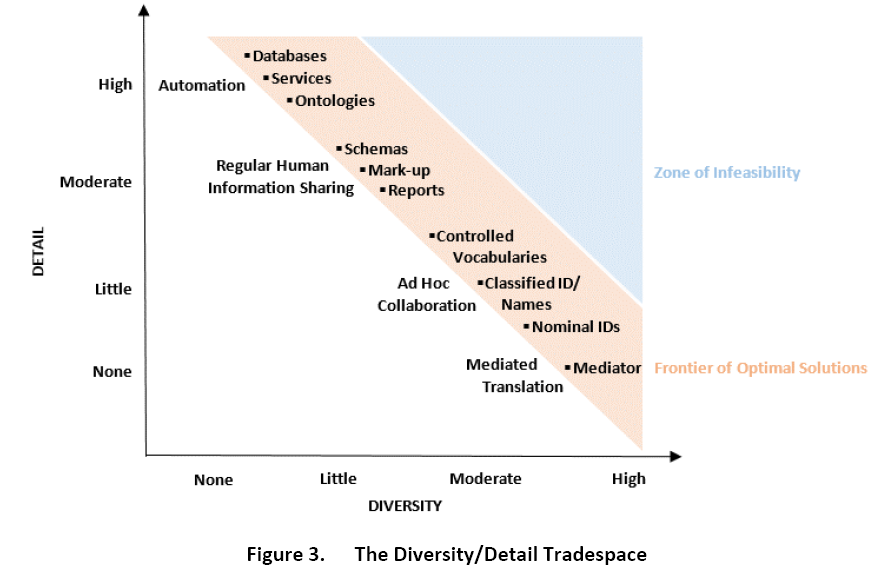 Databases
Services
High
Automation
Ontologies
Schemas
Regular Human
Mark-up
Zone of Infeasibility
Moderate
Information Sharing
Reports
DETAIL
Controlled
Vocabularies
Little
Ad Hoc
Classified ID/
Collaboration
Names
Nominal IDs
None
Mediated
Mediator
Frontier of Optimal Solutions
Translation
None
Little
Moderate
High
DIVERSITY
Figure 3. The Diversity/Detail Tradespace